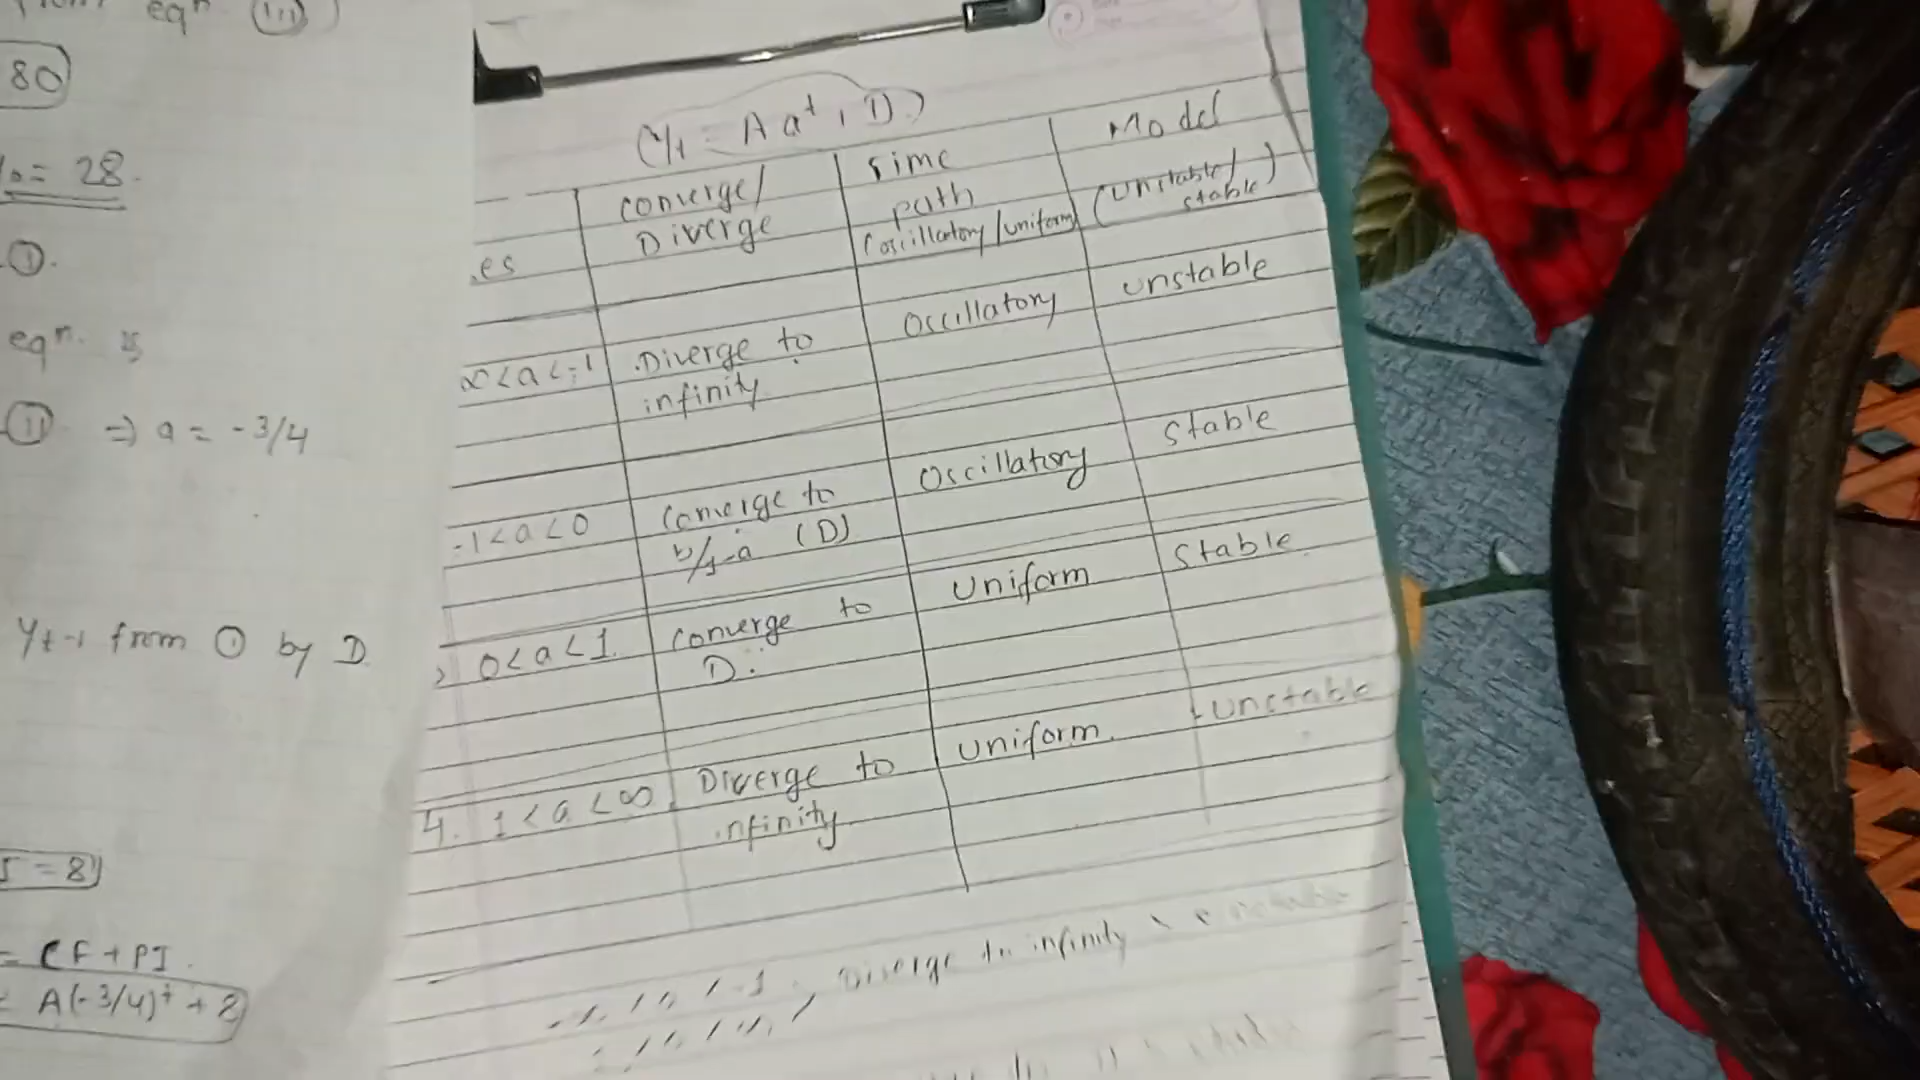 eqn (iii)
80
= 28.
①.
eqn. is
⑪ => a = -3/4
Yt-1 from ① by D
= 8
= CF + PI.
= A(-3/4)^t + 8
(Yt = A a^t + D)
es
converge/
Diverge
Time
path
(oscillatory/uniform)
Model
(unstable/
stable)
∞<a<-1
Diverge to
infinity.
Oscillatory
unstable
-1<a<0
Converge to
b/1-a (D)
Oscillatory
Stable
0<a<1.
converge to
D.
Uniform
Stable.
4. 1<a<∞
Diverge to
infinity
uniform.
unstable
Diverge to infinity